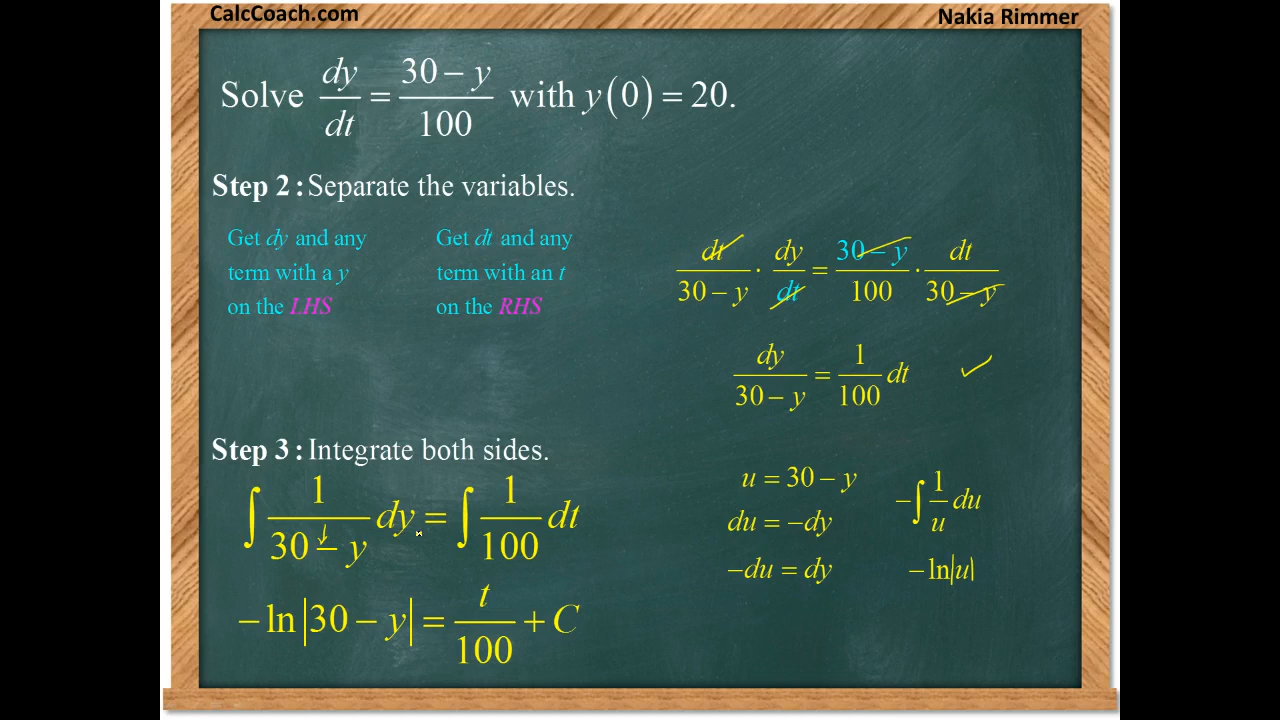 CalcCoach.com
Nakia Rimmer
Solve dy/dt = (30 − y)/100 with y(0) = 20.
Step 2: Separate the variables.
Get dy and any term with a y on the LHS
Get dt and any term with an t on the RHS
dt/(30 − y) · dy/dt = (30 − y)/100 · dt/(30 − y)
dy/(30 − y) = 1/100 dt ✓
Step 3: Integrate both sides.
∫ 1/(30 − y) dy = ∫ 1/100 dt
−ln|30 − y| = t/100 + C
u = 30 − y
du = −dy
−du = dy
−∫ 1/u du
−ln|u|